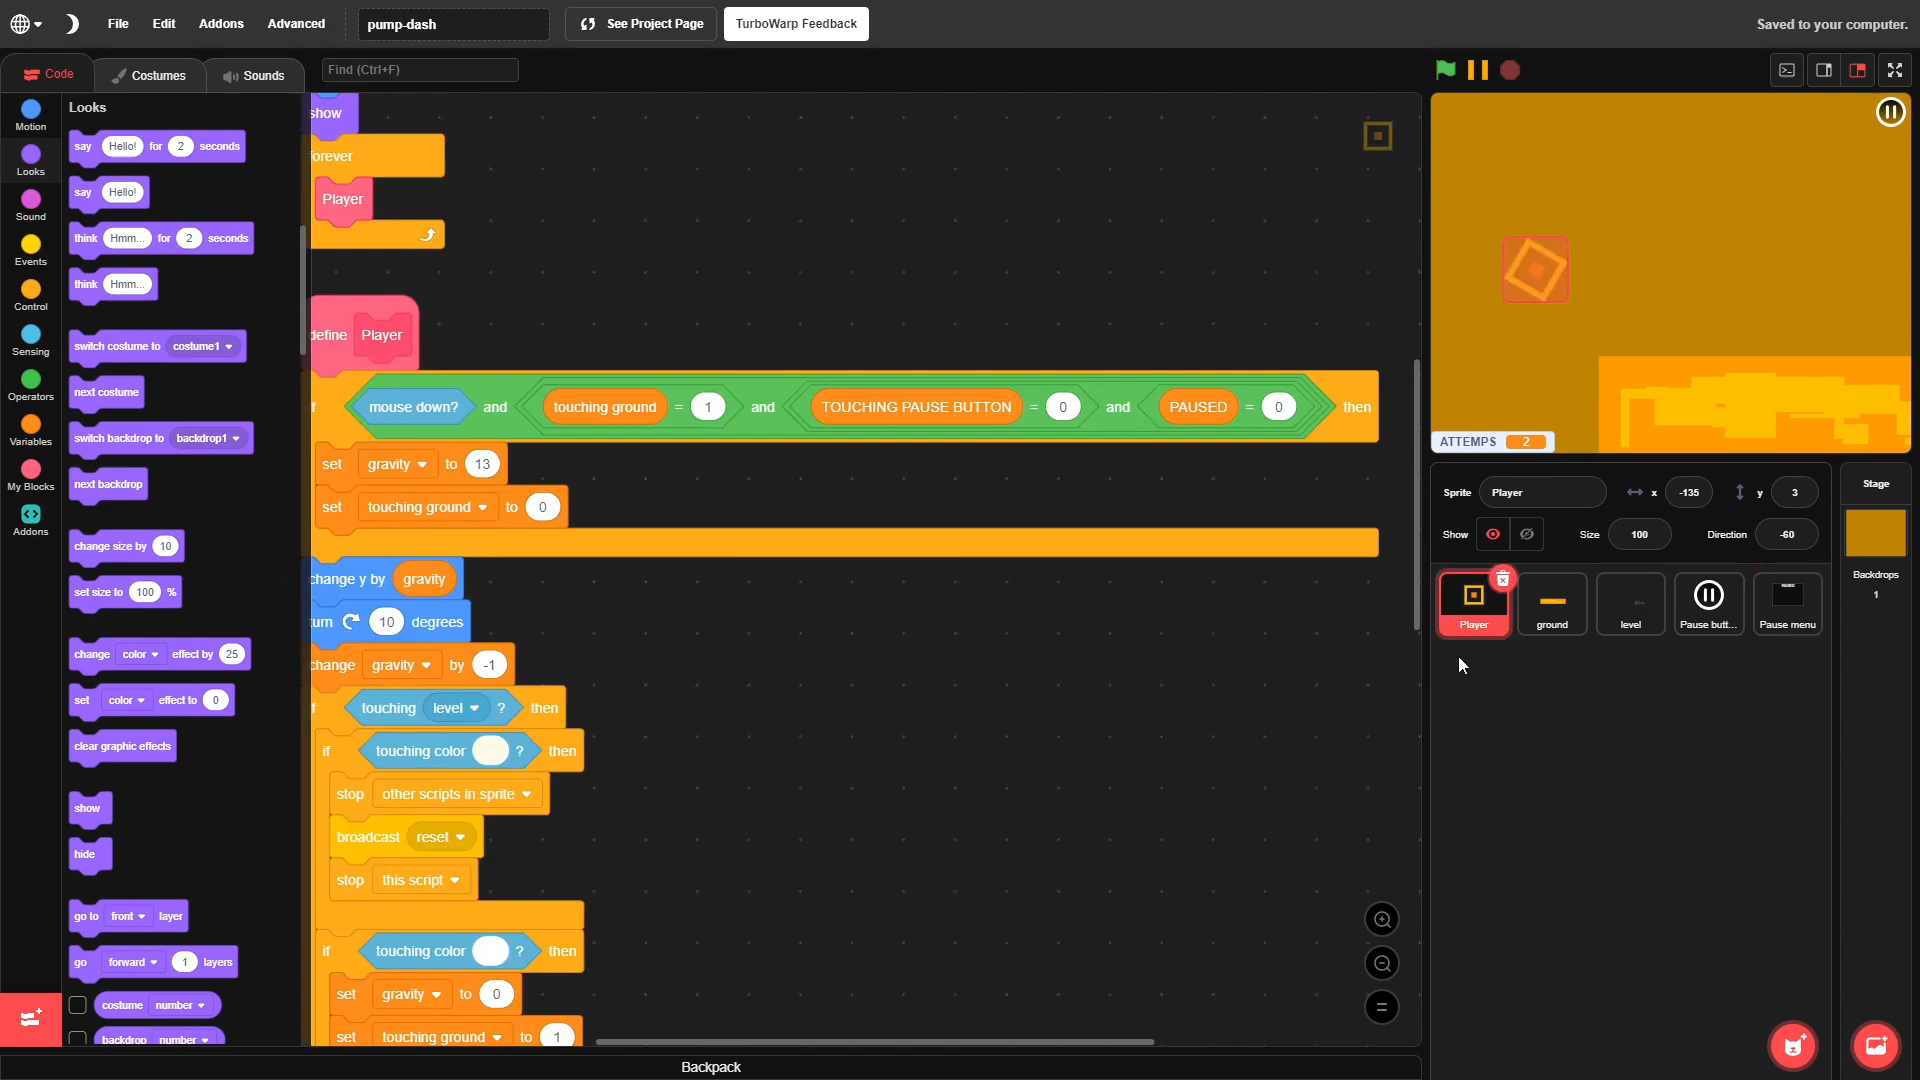 File Edit Addons Advanced pump-dash See Project Page TurboWarp Feedback Saved to your computer.
Code Costumes Sounds Find (Ctrl+F)
Motion
Looks
Sound
Events
Control
Sensing
Operators
Variables
My Blocks
Addons
Looks
say Hello! for 2 seconds
say Hello!
think Hmm... for 2 seconds
think Hmm...
switch costume to costume1
next costume
switch backdrop to backdrop1
next backdrop
change size by 10
set size to 100 %
change color effect by 25
set color effect to 0
clear graphic effects
show
hide
go to front layer
go forward 1 layers
costume number
backdrop number
show
forever
Player
define Player
if mouse down? and touching ground = 1 and TOUCHING PAUSE BUTTON = 0 and PAUSED = 0 then
set gravity to 13
set touching ground to 0
change y by gravity
turn 10 degrees
change gravity by -1
if touching level ? then
if touching color ? then
stop other scripts in sprite
broadcast reset
stop this script
if touching color ? then
set gravity to 0
set touching ground to 1
Backpack
ATTEMPS 2
Sprite Player x -135 y 3
Show Size 100 Direction -60
Player ground level Pause butt... Pause menu
Stage
Backdrops
1